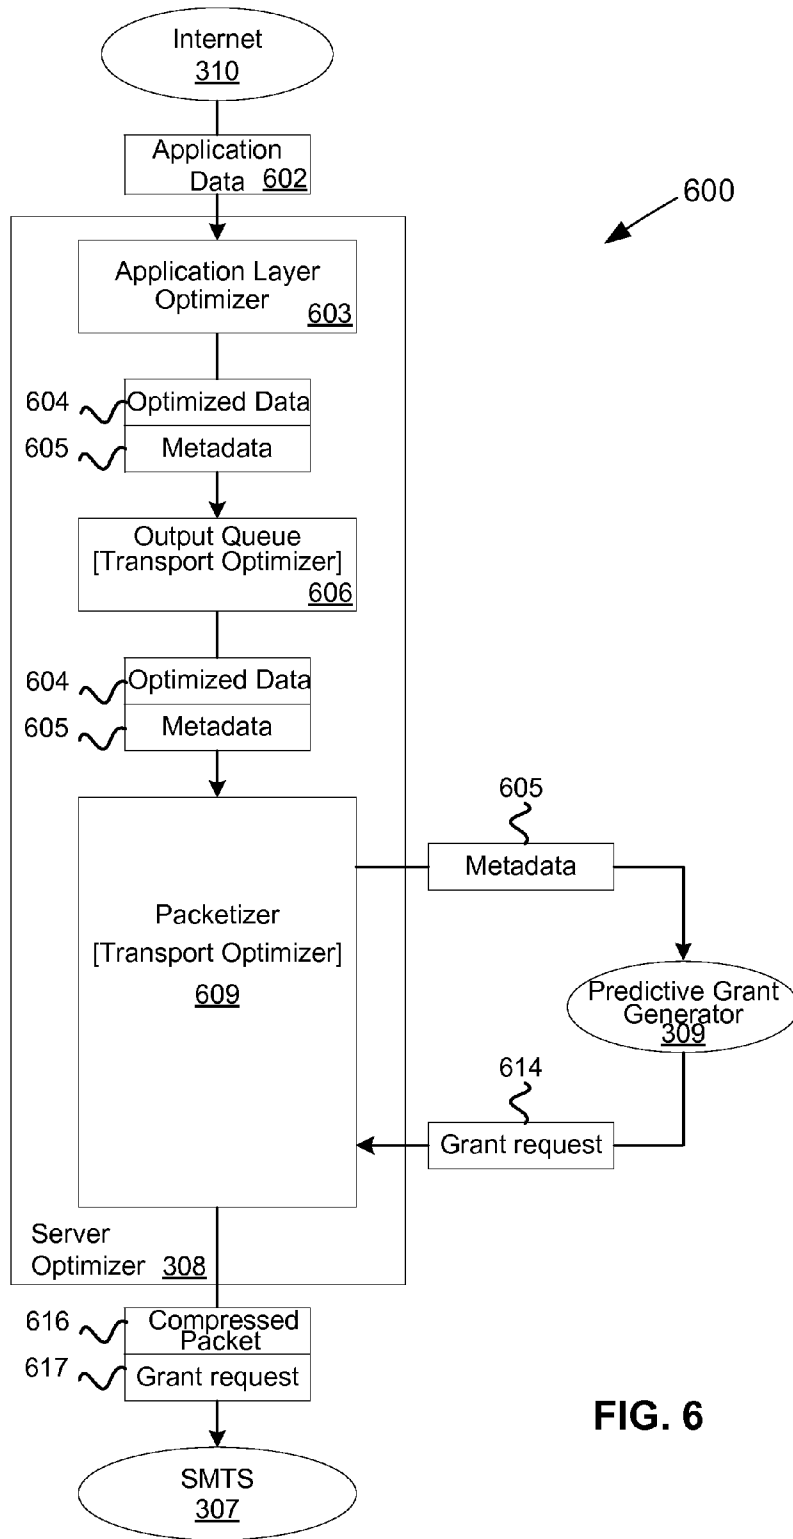 Internet
310
Application
Data 602
600
Application Layer
Optimizer
603
604
Optimized Data
605
Metadata
Output Queue
[Transport Optimizer]
606
604
Optimized Data
605
Metadata
605
Metadata
Packetizer
[Transport Optimizer]
609
Predictive Grant
Generator
309
614
Grant request
Server
Optimizer 308
616
Compressed
Packet
617
Grant request
FIG. 6
SMTS
307